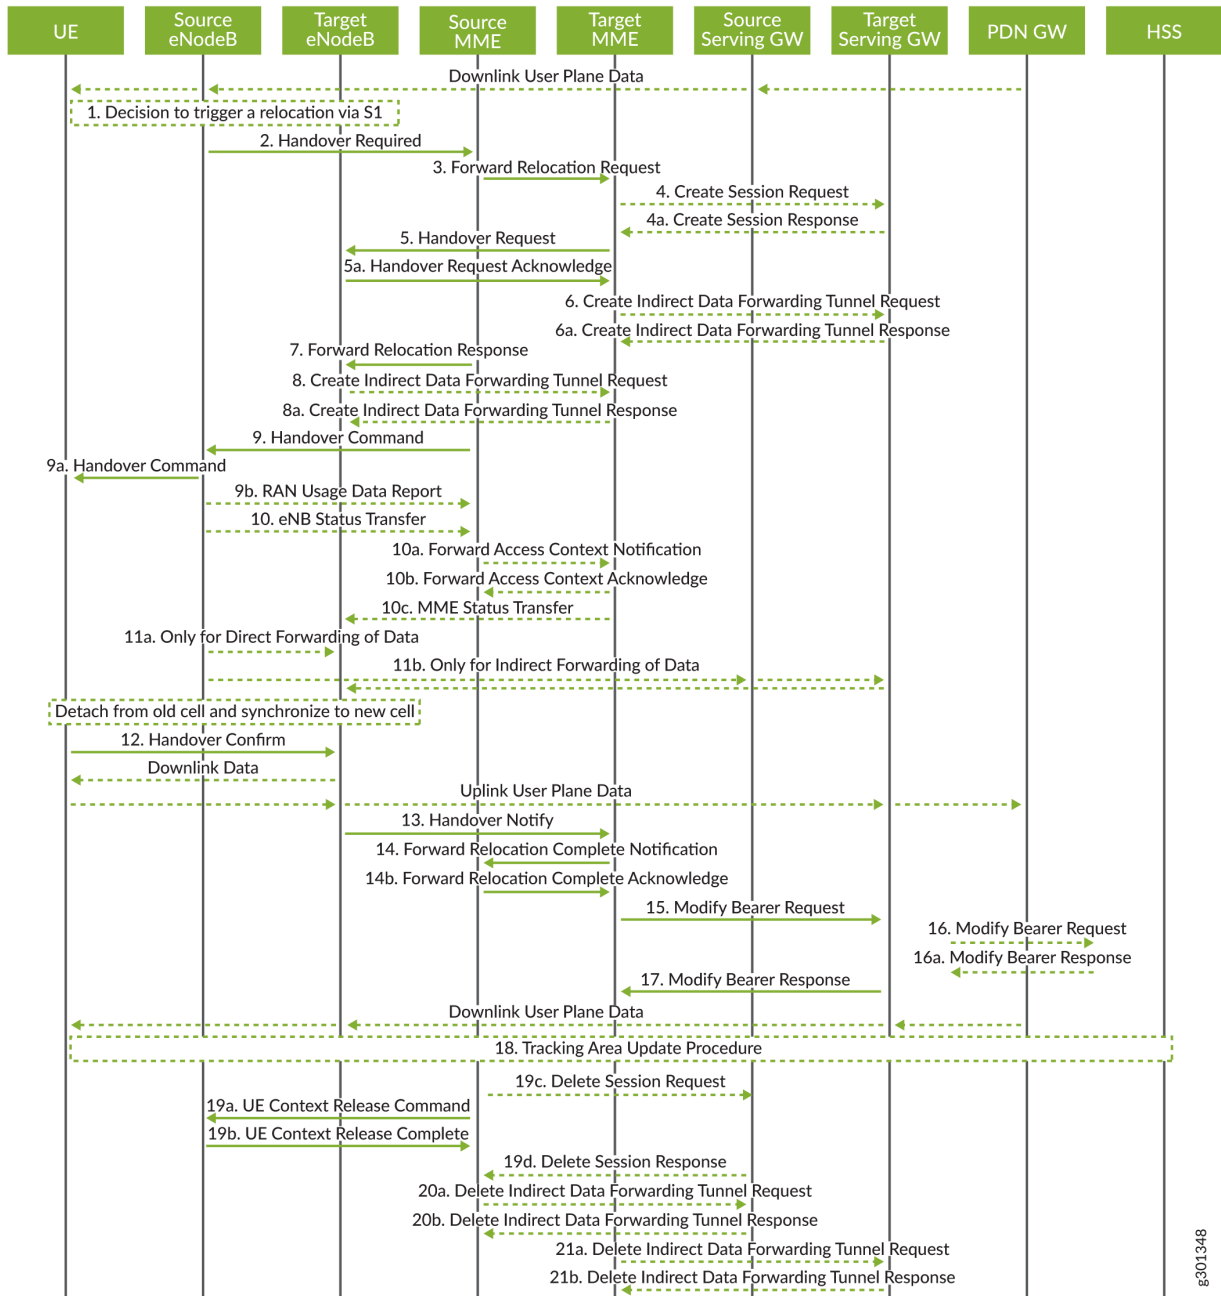 UE
Source
eNodeB
Target
eNodeB
Source
MME
Target
MME
Source
Serving GW
Target
Serving GW
PDN GW
HSS
Downlink User Plane Data
1. Decision to trigger a relocation via S1
2. Handover Required
3. Forward Relocation Request
4. Create Session Request
4a. Create Session Response
5. Handover Request
5a. Handover Request Acknowledge
6. Create Indirect Data Forwarding Tunnel Request
6a. Create Indirect Data Forwarding Tunnel Response
7. Forward Relocation Response
8. Create Indirect Data Forwarding Tunnel Request
8a. Create Indirect Data Forwarding Tunnel Response
9. Handover Command
9a. Handover Command
9b. RAN Usage Data Report
10. eNB Status Transfer
10a. Forward Access Context Notification
10b. Forward Access Context Acknowledge
10c. MME Status Transfer
11a. Only for Direct Forwarding of Data
11b. Only for Indirect Forwarding of Data
Detach from old cell and synchronize to new cell
12. Handover Confirm
Downlink Data
Uplink User Plane Data
13. Handover Notify
14. Forward Relocation Complete Notification
14b. Forward Relocation Complete Acknowledge
15. Modify Bearer Request
16. Modify Bearer Request
16a. Modify Bearer Response
17. Modify Bearer Response
Downlink User Plane Data
18. Tracking Area Update Procedure
19c. Delete Session Request
19a. UE Context Release Command
19b. UE Context Release Complete
19d. Delete Session Response
20a. Delete Indirect Data Forwarding Tunnel Request
20b. Delete Indirect Data Forwarding Tunnel Response
21a. Delete Indirect Data Forwarding Tunnel Request
21b. Delete Indirect Data Forwarding Tunnel Response
g301348